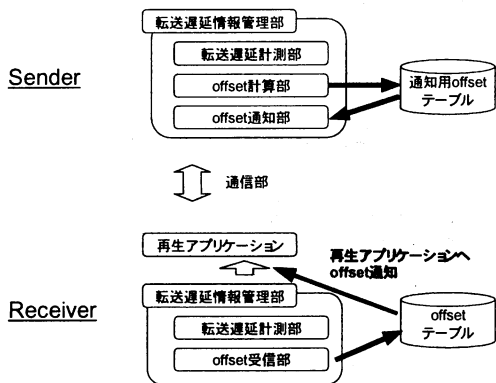 転送遅延情報管理部
転送遅延計測部
Sender
offset計算部
通知用offset
テーブル
offset通知部
通信部
再生アプリケーション
再生アプリケーションへ
offset通知
転送遅延情報管理部
Receiver
転送遅延計測部
offset
テーブル
offset受信部